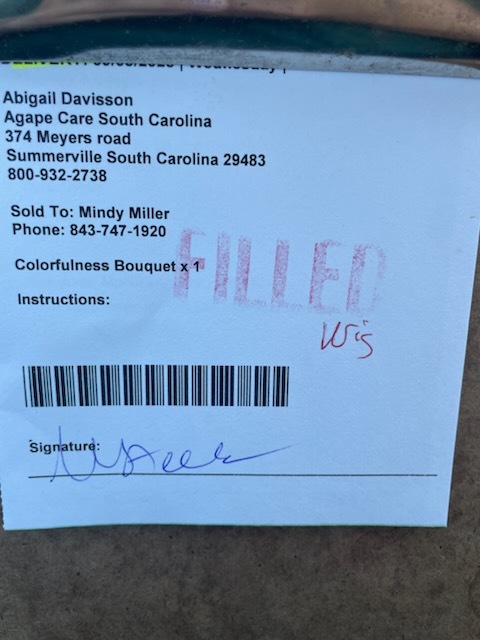 Abigail Davisson
Agape Care South Carolina
374 Meyers road
Summerville South Carolina 29483
800-932-2738
Sold To: Mindy Miller
Phone: 843-747-1920
Colorfulness Bouquet x 1
FILLED
Instructions:
Signature: